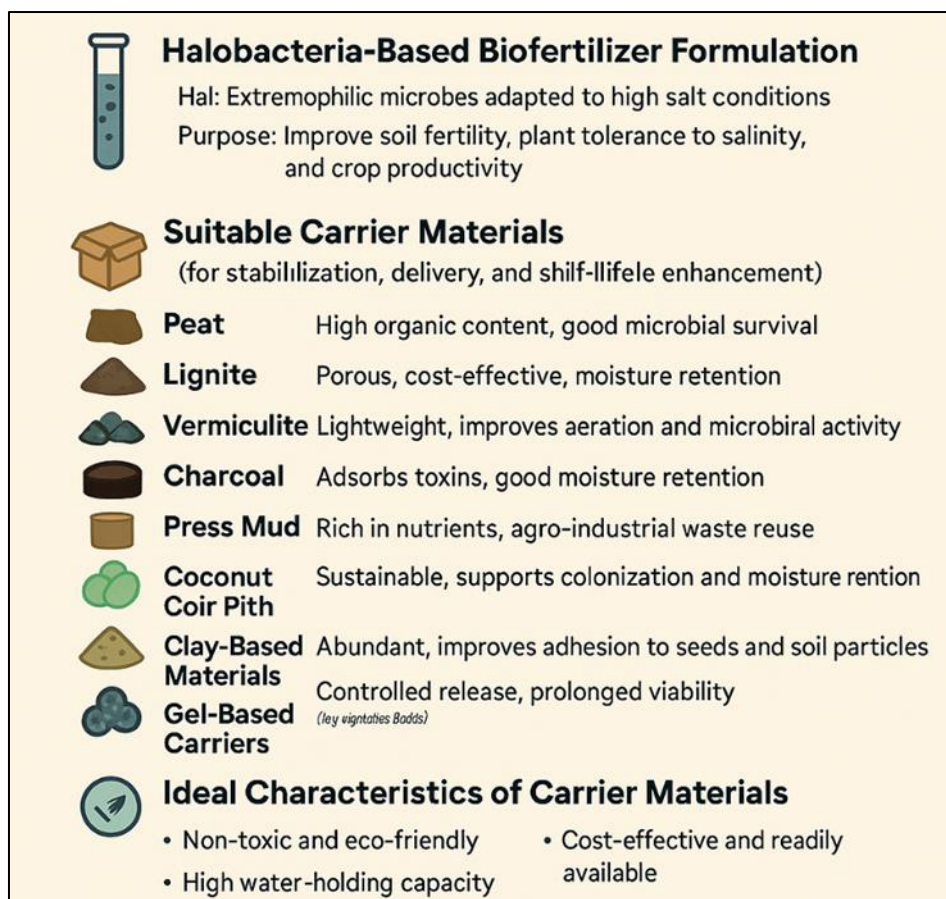 Halobacteria-Based Biofertilizer Formulation
Hal: Extremophilic microbes adapted to high salt conditions
Purpose: Improve soil fertility, plant tolerance to salinity,
and crop productivity
Suitable Carrier Materials
(for stabilılization, delivery, and shilf-llifele enhancement)
Peat High organic content, good microbial survival
Lignite Porous, cost-effective, moisture retention
Vermiculite Lightweight, improves aeration and microbiral activity
Charcoal Adsorbs toxins, good moisture retention
Press Mud Rich in nutrients, agro-industrial waste reuse
Coconut Sustainable, supports colonization and moisture rention
Coir Pith
Clay-Based Abundant, improves adhesion to seeds and soil particles
Materials
Controlled release, prolonged viability
Gel-Based
Carriers
Ideal Characteristics of Carrier Materials
• Non-toxic and eco-friendly
• High water-holding capacity
• Cost-effective and readily
available